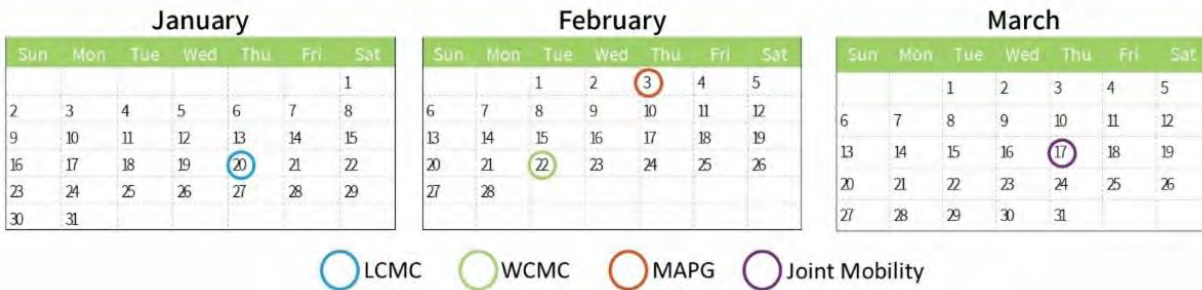 January
Sun Mon Tue Wed Thu Fri Sat
1
2 3 4 5 6 7 8
9 10 11 12 13 14 15
16 17 18 19 20 21 22
23 24 25 26 27 28 29
30 31
February
Sun Mon Tue Wed Thu Fri Sat
1 2 3 4 5
6 7 8 9 10 11 12
13 14 15 16 17 18 19
20 21 22 23 24 25 26
27 28
March
Sun Mon Tue Wed Thu Fri Sat
1 2 3 4 5
6 7 8 9 10 11 12
13 14 15 16 17 18 19
20 21 22 23 24 25 26
27 28 29 30 31
LCMC WCMC MAPG Joint Mobility